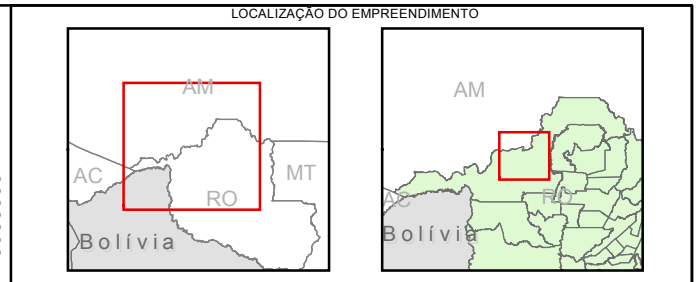 LOCALIZAÇÃO DO EMPREENDIMENTO
AM
AC
MT
RO
Bolívia
AM
AC
RO
Bolívia